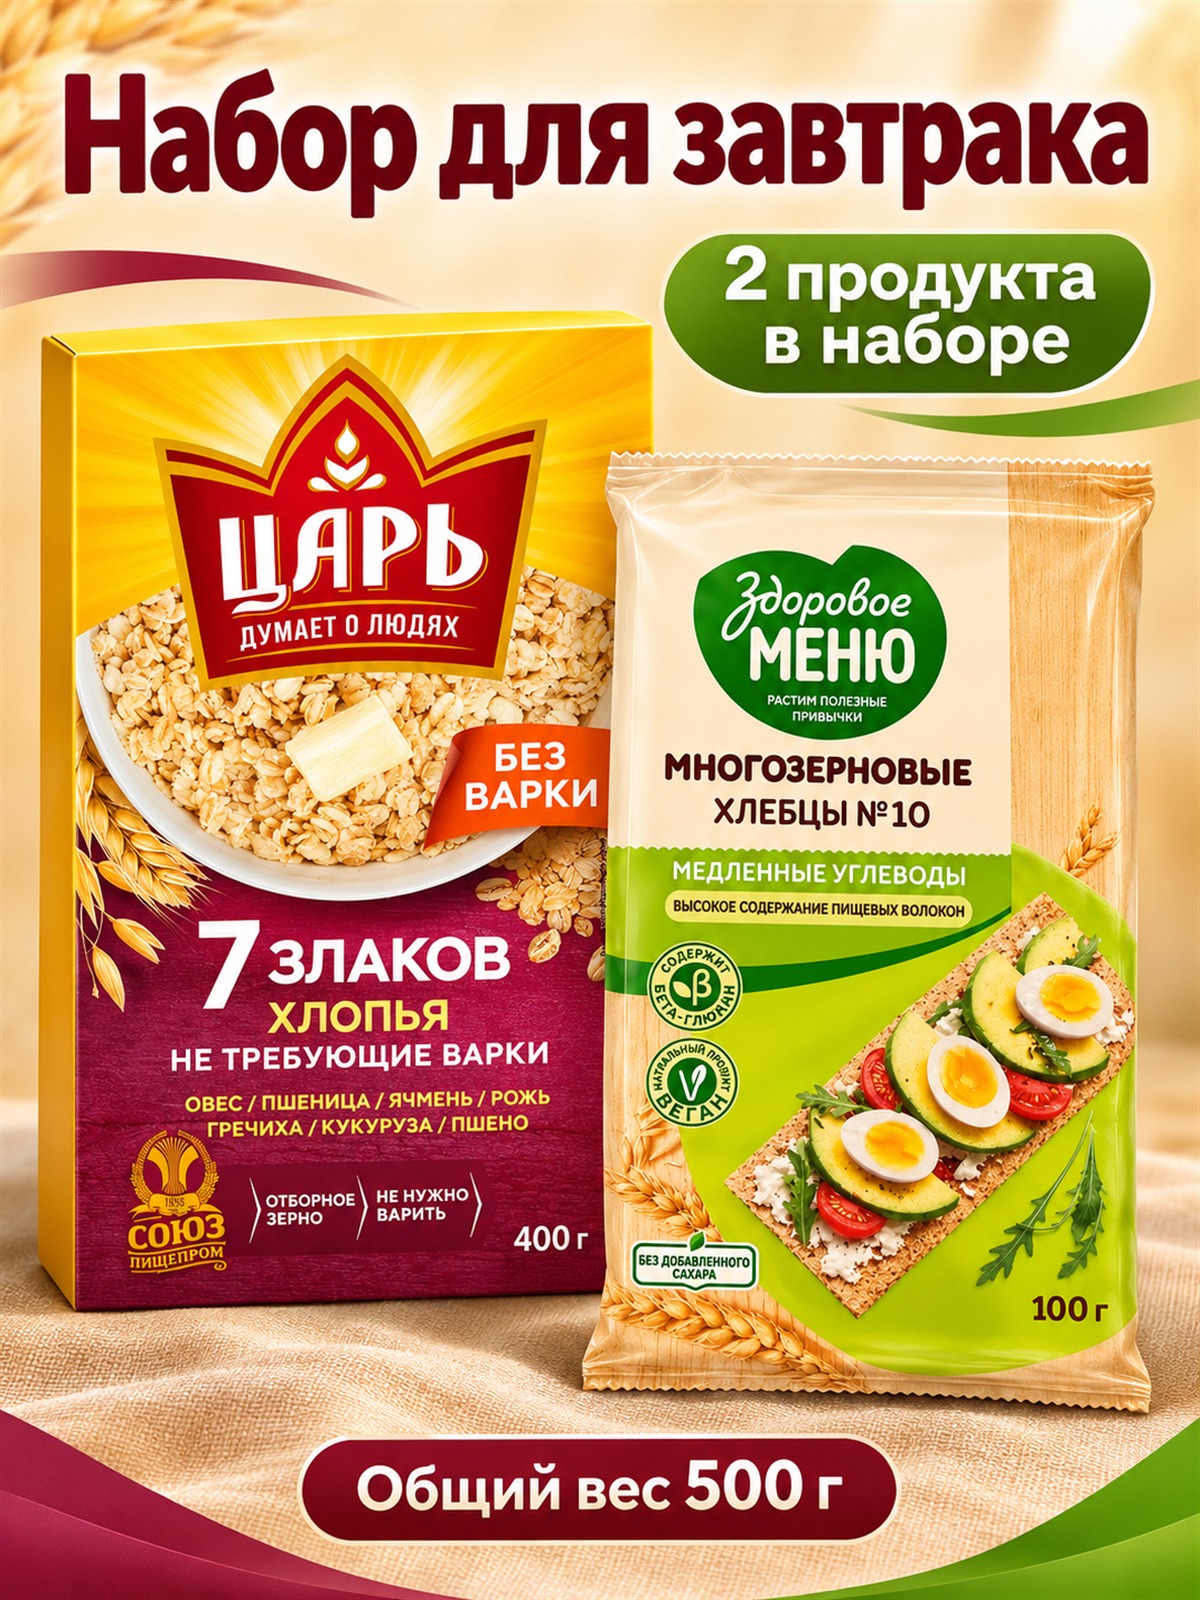 Набор для завтрака
2 продукта
в наборе
ЦАРЬ
ДУМАЕТ О ЛЮДЯХ
БЕЗ
ВАРКИ
7 ЗЛАКОВ
ХЛОПЬЯ
НЕ ТРЕБУЮЩИЕ ВАРКИ
ОВЕС / ПШЕНИЦА / ЯЧМЕНЬ / РОЖЬ
ГРЕЧИХА / КУКУРУЗА / ПШЕНО
СОЮЗ
ПИЩЕПРОМ
ОТБОРНОЕ
ЗЕРНО
НЕ НУЖНО
ВАРИТЬ
400 г
Здоровое
МЕНЮ
РАСТИМ ПОЛЕЗНЫЕ
ПРИВЫЧКИ
МНОГОЗЕРНОВЫЕ
ХЛЕБЦЫ №10
МЕДЛЕННЫЕ УГЛЕВОДЫ
ВЫСОКОЕ СОДЕРЖАНИЕ ПИЩЕВЫХ ВОЛОКОН
СОДЕРЖИТ
β
НАТУРАЛЬНЫЙ ПРОДУКТ
V
ВЕГАН
БЕЗ ДОБАВЛЕННОГО
САХАРА
100 г
Общий вес 500 г